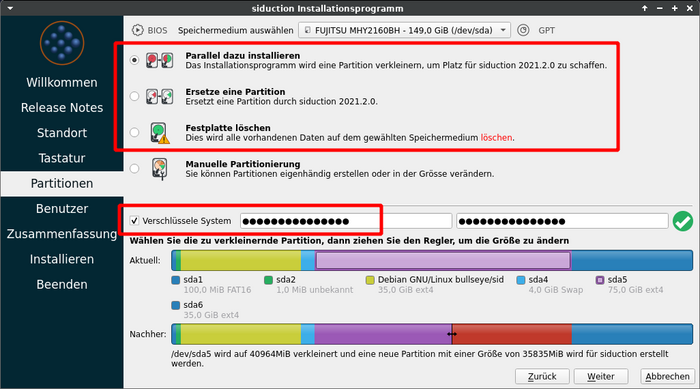 siduction Installationsprogramm
BIOS Speichermedium auswählen FUJITSU MHY2160BH - 149,0 GiB (/dev/sda) GPT
Willkommen
Release Notes
Standort
Tastatur
Partitionen
Benutzer
Zusammenfassung
Installieren
Beenden
Parallel dazu installieren
Das Installationsprogramm wird eine Partition verkleinern, um Platz für siduction 2021.2.0 zu schaffen.
Ersetze eine Partition
Ersetzt eine Partition durch siduction 2021.2.0.
Festplatte löschen
Dies wird alle vorhandenen Daten auf dem gewählten Speichermedium löschen.
Manuelle Partitionierung
Sie können Partitionen eigenhändig erstellen oder in der Grösse verändern.
Verschlüssele System
Wählen Sie die zu verkleinernde Partition, dann ziehen Sie den Regler, um die Größe zu ändern
Aktuell:
sda1 sda2 Debian GNU/Linux bullseye/sid sda4 sda5
100,0 MiB FAT16 1,0 MiB unbekannt 35,0 GiB ext4 4,0 GiB Swap 75,0 GiB ext4
sda6
35,0 GiB ext4
Nachher:
/dev/sda5 wird auf 40964MiB verkleinert und eine neue Partition mit einer Größe von 35835MiB wird für siduction erstellt
werden.
Zurück Weiter Abbrechen